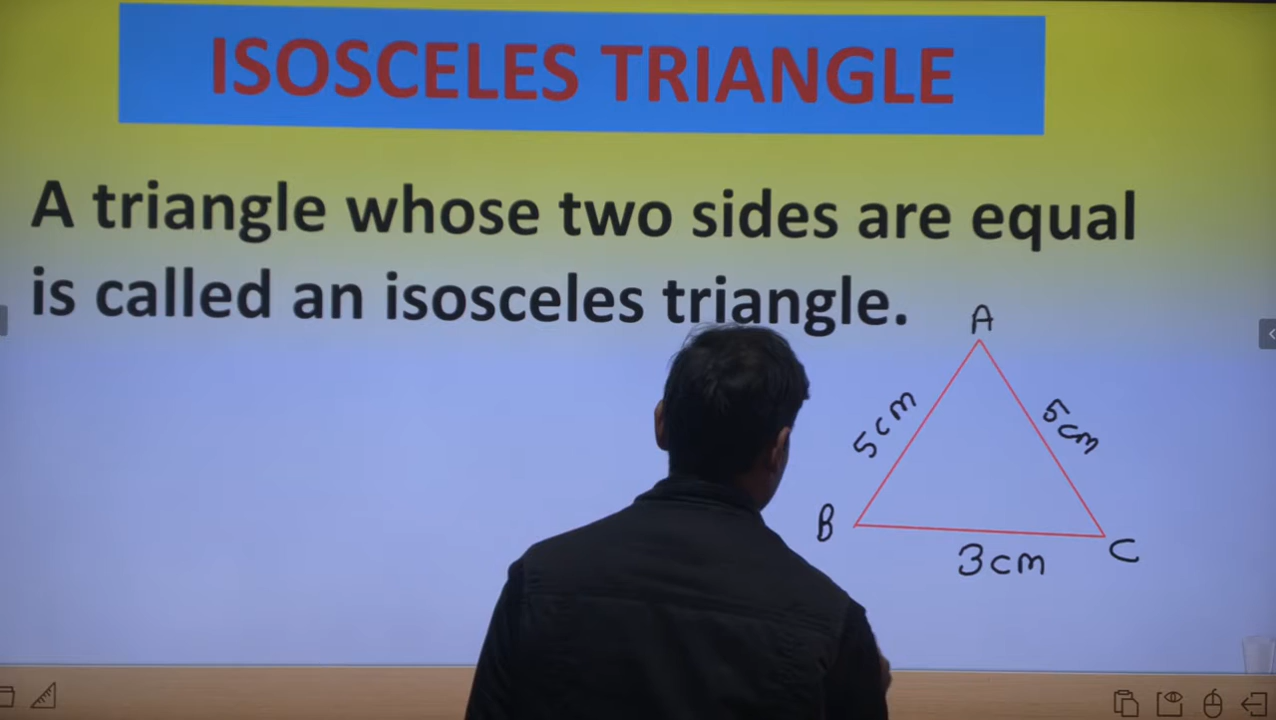 ISOSCELES TRIANGLE
A triangle whose two sides are equal
is called an isosceles triangle.
A
5cm
5cm
B
C
3cm